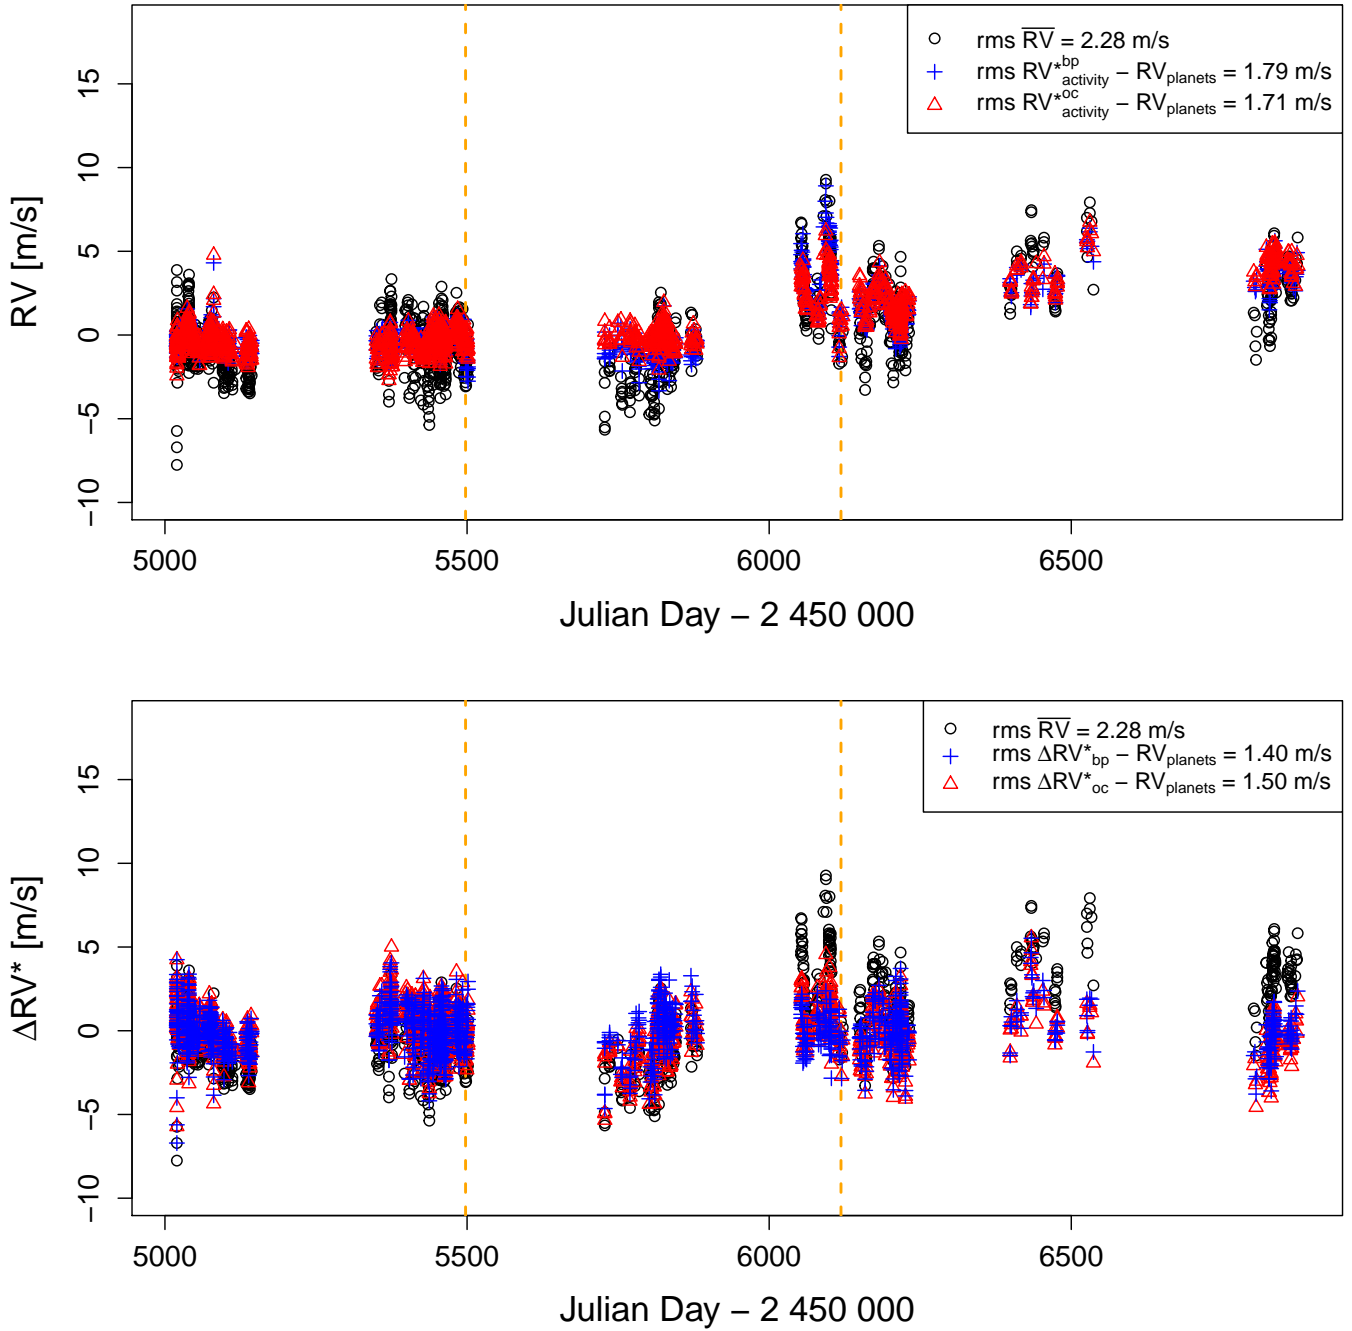 rms RV = 2.28 m/s
rms RV*bp activity – RVplanets = 1.79 m/s
rms RV*oc activity – RVplanets = 1.71 m/s
RV [m/s]
15
10
5
0
−5
−10
5000 5500 6000 6500
Julian Day – 2 450 000
rms RV = 2.28 m/s
rms ΔRV*bp – RVplanets = 1.40 m/s
rms ΔRV*oc – RVplanets = 1.50 m/s
ΔRV* [m/s]
15
10
5
0
−5
−10
5000 5500 6000 6500
Julian Day – 2 450 000